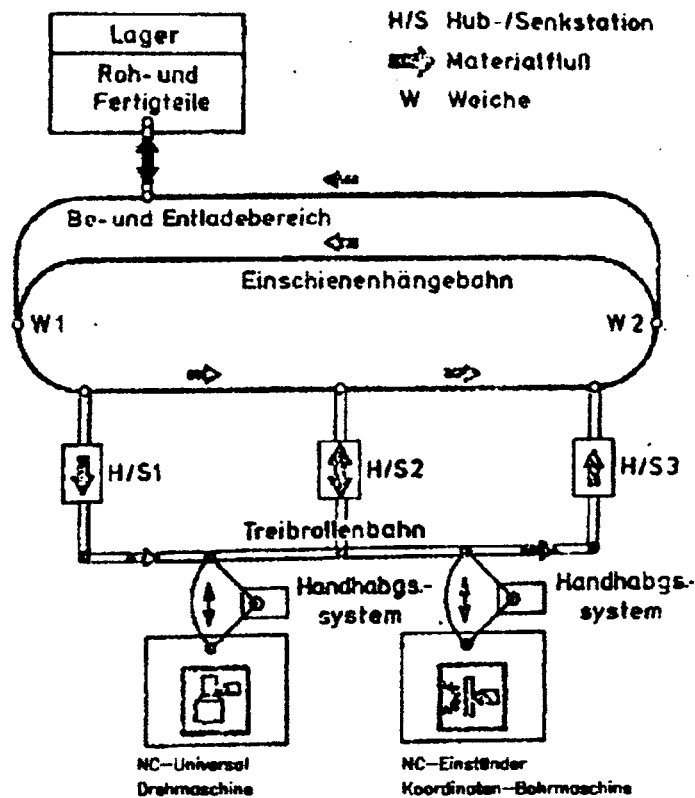 Lager
Roh- und
Fertigteile
H/S Hub-/Senkstation
Materialfluß
W Weiche
Be- und Entladebereich
Einschienenhängebahn
W1
W2
H/S1
H/S2
H/S3
Treibrollenbahn
Handhabgs.-
system
Handhabgs.-
system
NC-Universal
Drehmaschine
NC-Einständer
Koordinaten-Bohrmaschine